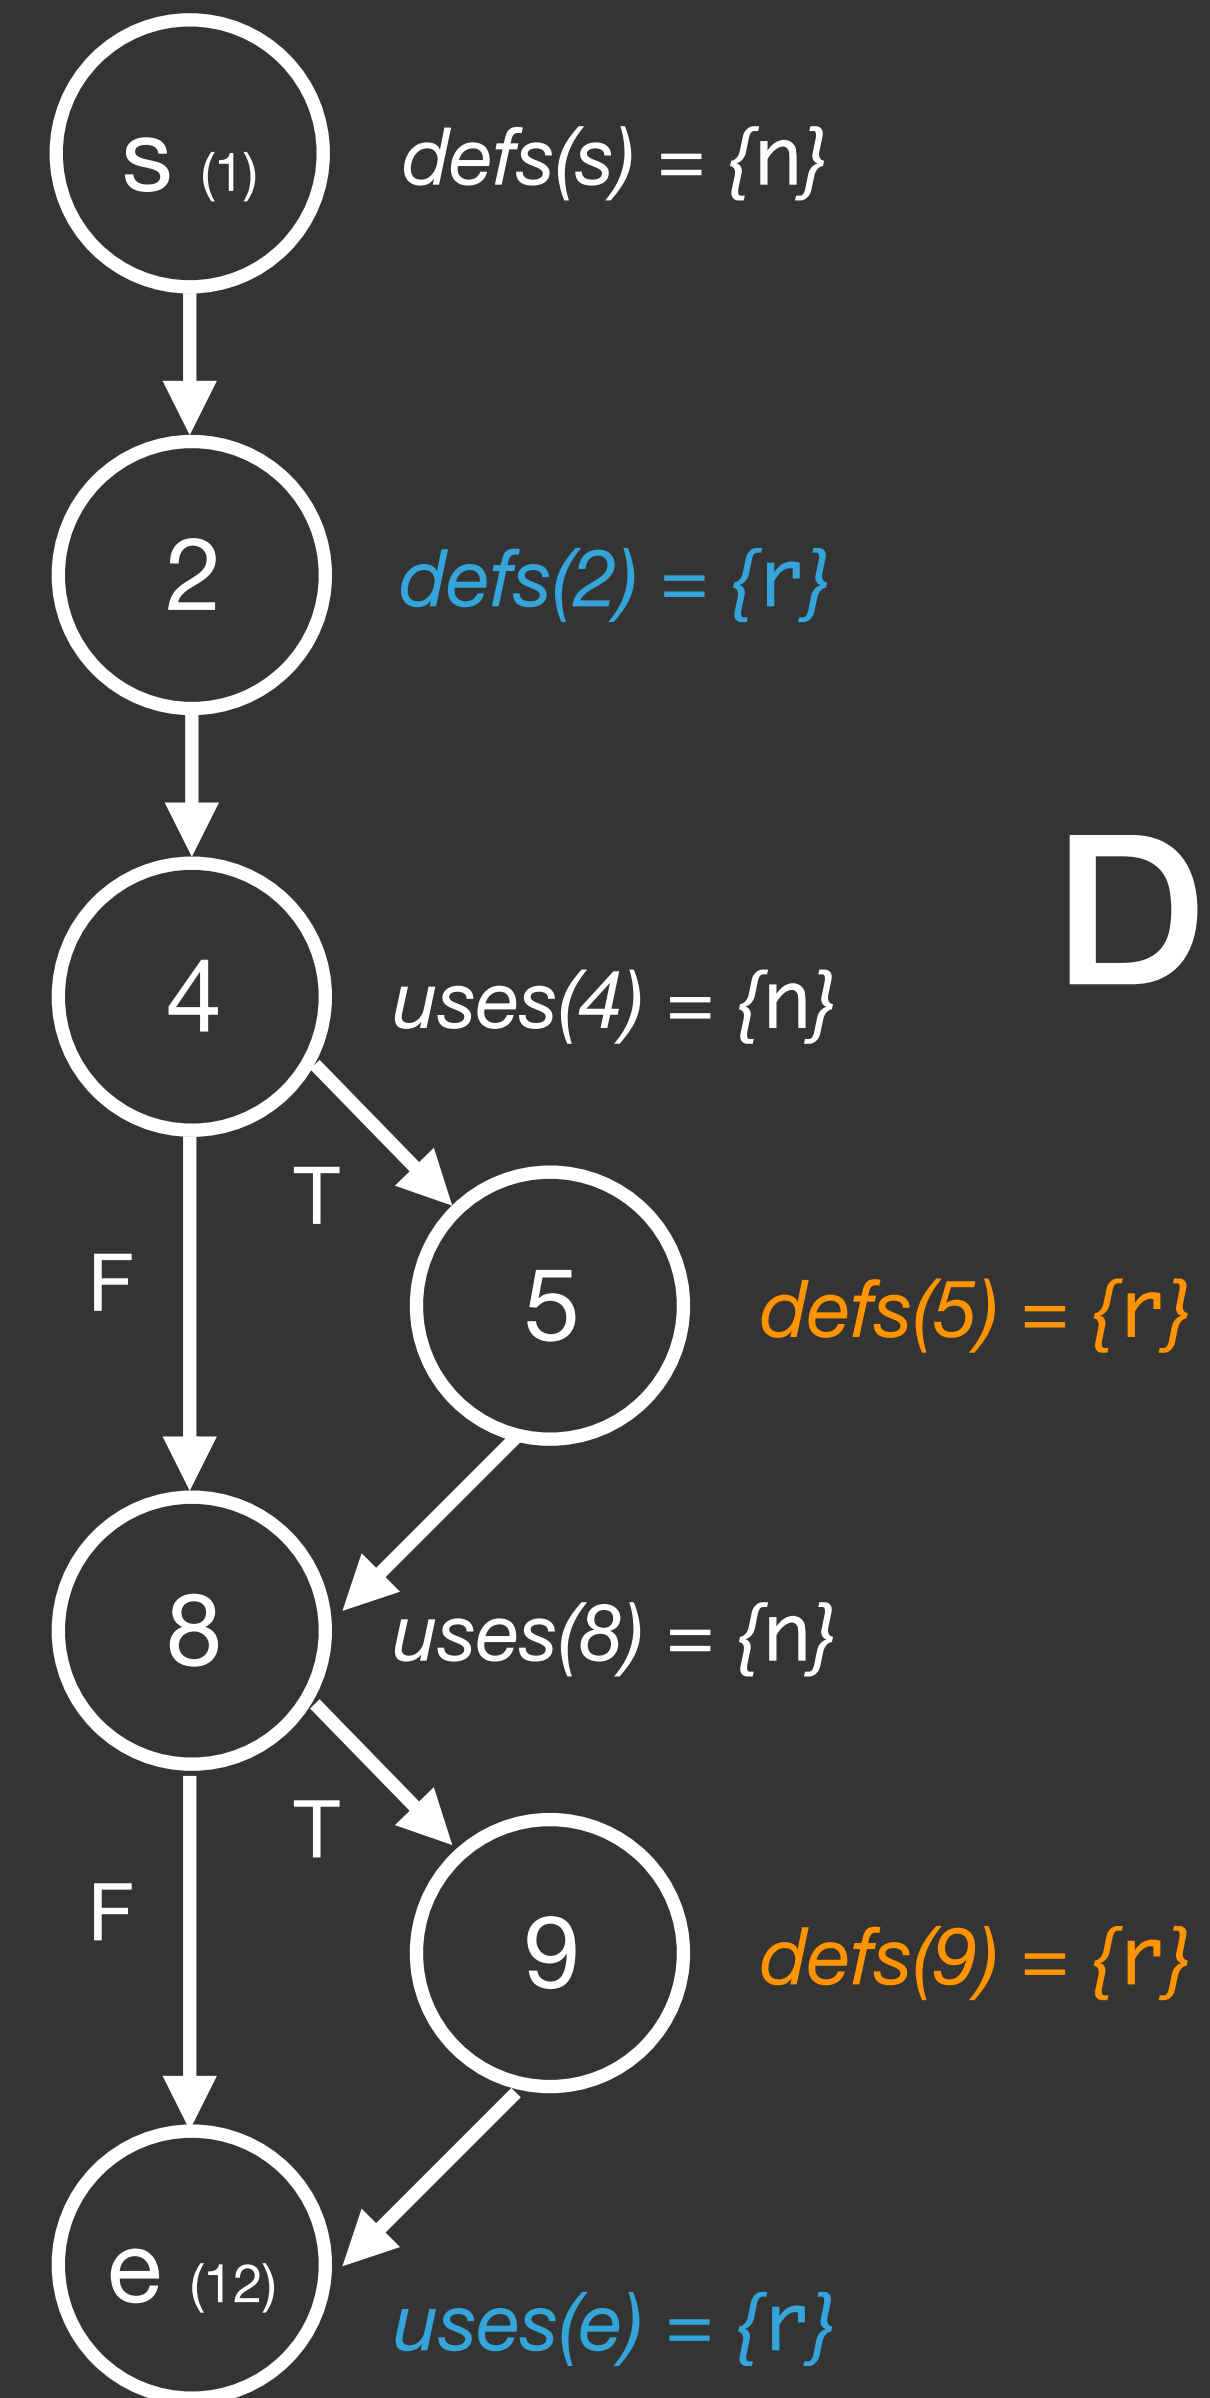 s (1)
defs(s) = {n}
2
defs(2) = {r}
D
4
uses(4) = {n}
T
F
5
defs(5) = {r}
8
uses(8) = {n}
T
F
9
defs(9) = {r}
e (12)
uses(e) = {r}